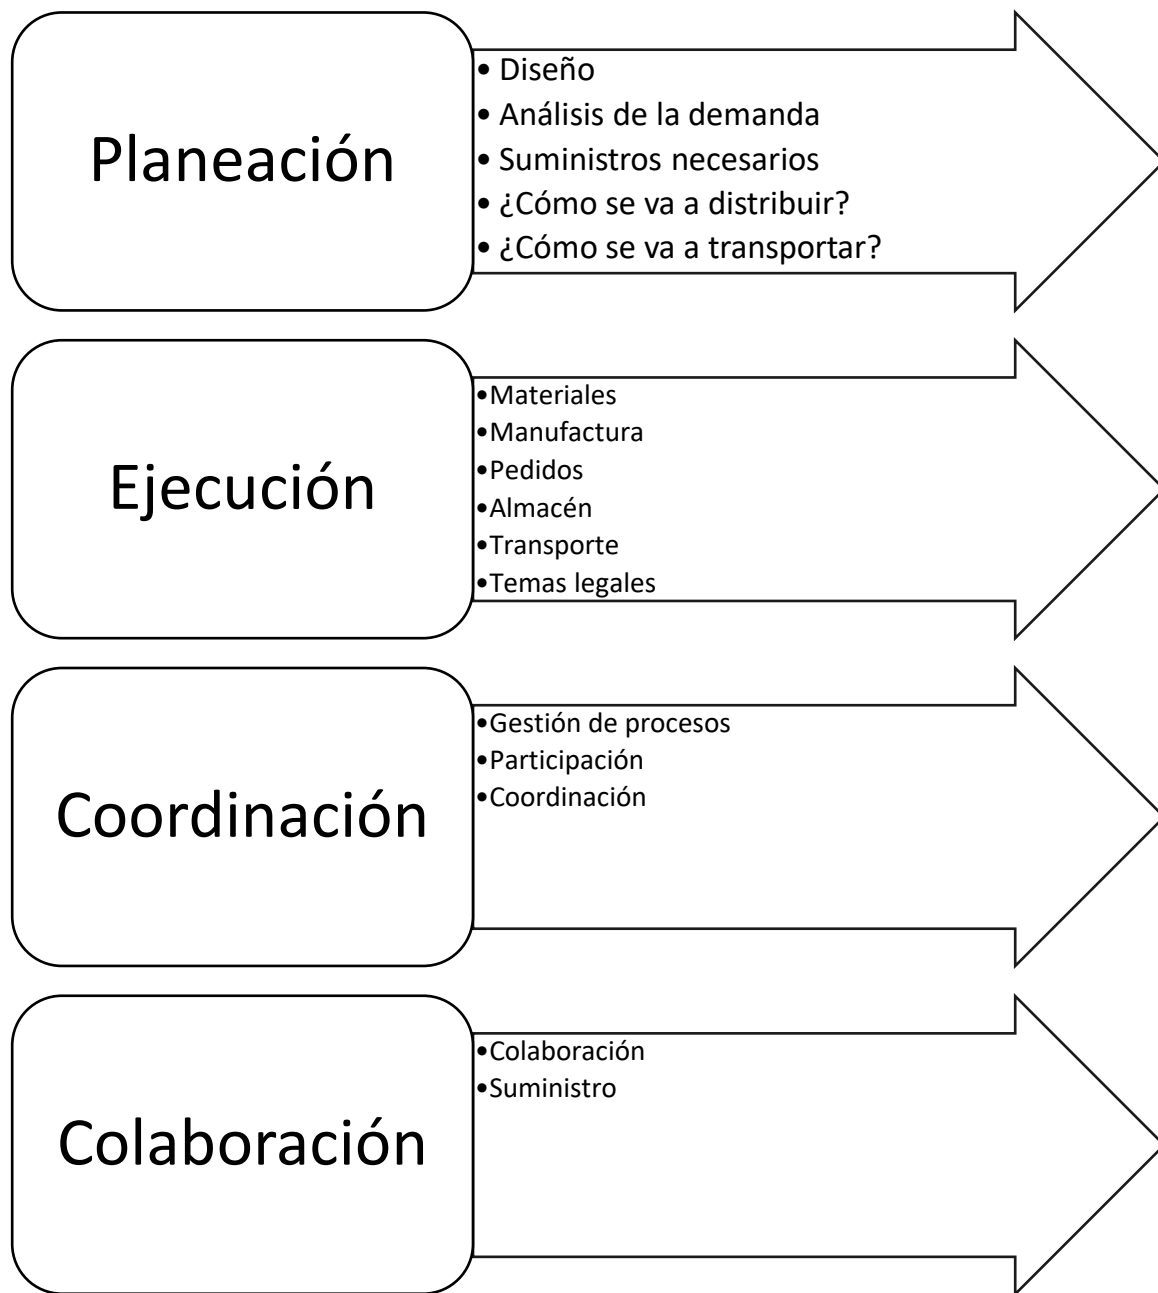 Planeación
• Diseño
• Análisis de la demanda
• Suministros necesarios
• ¿Cómo se va a distribuir?
• ¿Cómo se va a transportar?
Ejecución
•Materiales
•Manufactura
•Pedidos
•Almacén
•Transporte
•Temas legales
Coordinación
•Gestión de procesos
•Participación
•Coordinación
Colaboración
•Colaboración
•Suministro